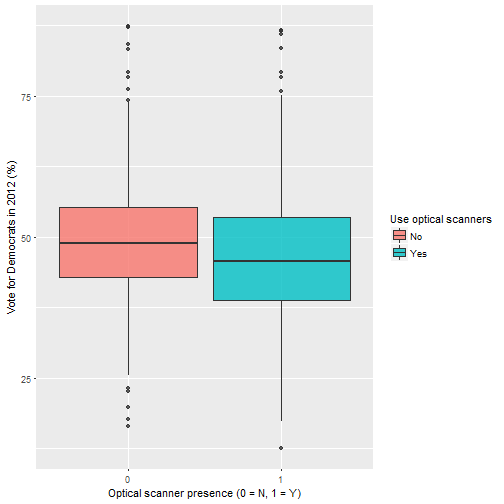 Vote for Democrats in 2012 (%)
75
50
25
0
1
Optical scanner presence (0 = N, 1 = Y)
Use optical scanners
No
Yes